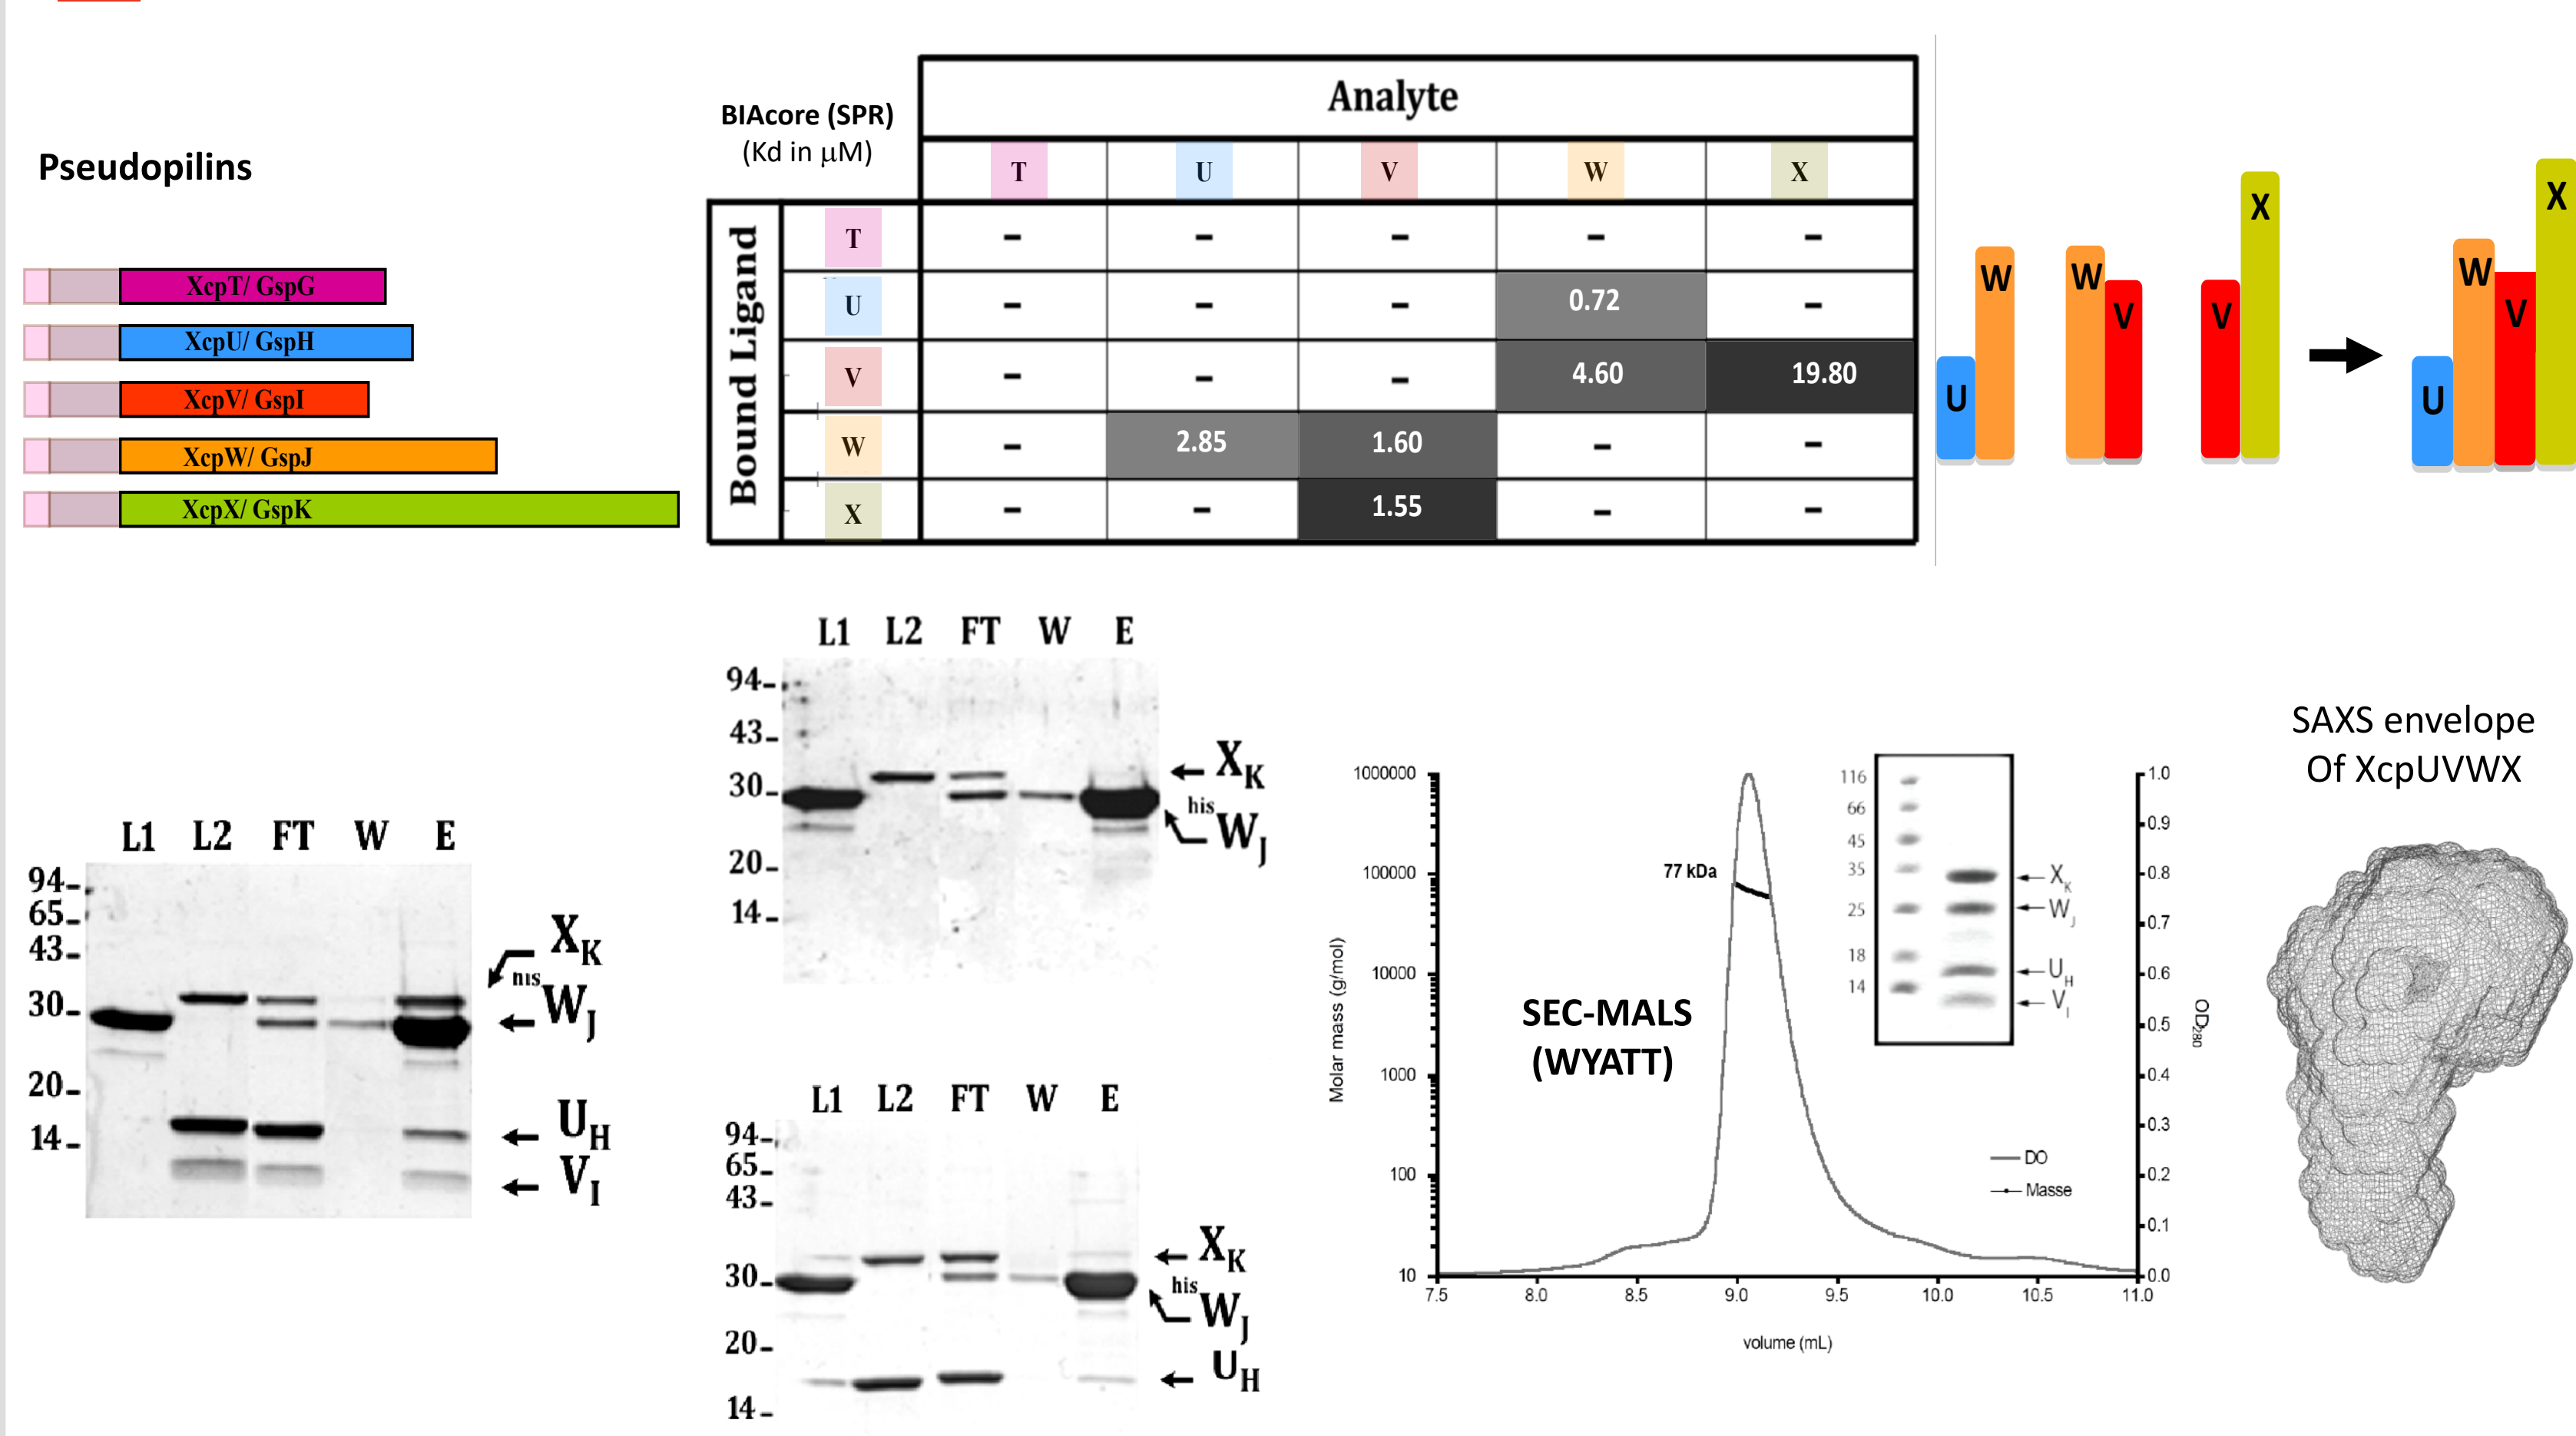 Pseudopilins
XcpT/ GspG
XcpU/ GspH
XcpV/ GspI
XcpW/ GspJ
XcpX/ GspK
BIAcore (SPR)
(Kd in μM)
Analyte
T U V W X
Bound Ligand
T - - - - -
U - - - 0.72 -
V - - - 4.60 19.80
W - 2.85 1.60 - -
X - - 1.55 - -
U W W V V X U W V X
L1 L2 FT W E
94-
65-
43-
30-
20-
14-
XK
his WJ
UH
VI
L1 L2 FT W E
94-
43-
30-
20-
14-
XK
his WJ
L1 L2 FT W E
94-
65-
43-
30-
20-
14-
XK
his WJ
UH
Molar mass (g/mol)
1000000
100000
10000
1000
100
10
77 kDa
SEC-MALS
(WYATT)
116
66
45
35
25
18
14
XK
WJ
UH
VI
DO
Masse
1.0
0.9
0.8
0.7
0.6
0.5
0.4
0.3
0.2
0.1
0.0
OD280
7.5 8.0 8.5 9.0 9.5 10.0 10.5 11.0
volume (mL)
SAXS envelope
Of XcpUVWX